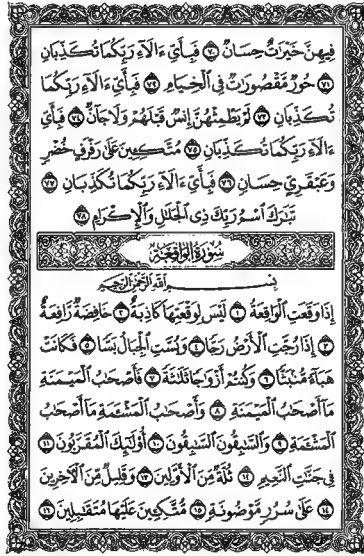 فِيهِنَّ خَيْرَٰتٌ حِسَانٌ ۝٧٠ فَبِأَيِّ ءَالَآءِ رَبِّكُمَا تُكَذِّبَانِ
۝٧١ حُورٌ مَّقْصُورَٰتٌ فِي ٱلْخِيَامِ ۝٧٢ فَبِأَيِّ ءَالَآءِ رَبِّكُمَا
تُكَذِّبَانِ ۝٧٣ لَمْ يَطْمِثْهُنَّ إِنسٌ قَبْلَهُمْ وَلَا جَآنٌّ ۝٧٤ فَبِأَيِّ
ءَالَآءِ رَبِّكُمَا تُكَذِّبَانِ ۝٧٥ مُتَّكِـِٔينَ عَلَىٰ رَفْرَفٍ خُضْرٍ
وَعَبْقَرِيٍّ حِسَانٍ ۝٧٦ فَبِأَيِّ ءَالَآءِ رَبِّكُمَا تُكَذِّبَانِ ۝٧٧
تَبَٰرَكَ ٱسْمُ رَبِّكَ ذِي ٱلْجَلَٰلِ وَٱلْإِكْرَامِ ۝٧٨
سُورَةُ الوَاقِعَةِ
بِسْمِ ٱللَّهِ ٱلرَّحْمَٰنِ ٱلرَّحِيمِ
إِذَا وَقَعَتِ ٱلْوَاقِعَةُ ۝١ لَيْسَ لِوَقْعَتِهَا كَاذِبَةٌ ۝٢ خَافِضَةٌ رَّافِعَةٌ
۝٣ إِذَا رُجَّتِ ٱلْأَرْضُ رَجًّا ۝٤ وَبُسَّتِ ٱلْجِبَالُ بَسًّا ۝٥ فَكَانَتْ
هَبَآءً مُّنۢبَثًّا ۝٦ وَكُنتُمْ أَزْوَٰجًا ثَلَٰثَةً ۝٧ فَأَصْحَٰبُ ٱلْمَيْمَنَةِ
مَآ أَصْحَٰبُ ٱلْمَيْمَنَةِ ۝٨ وَأَصْحَٰبُ ٱلْمَشْـَٔمَةِ مَآ أَصْحَٰبُ
ٱلْمَشْـَٔمَةِ ۝٩ وَٱلسَّٰبِقُونَ ٱلسَّٰبِقُونَ ۝١٠ أُو۟لَٰٓئِكَ ٱلْمُقَرَّبُونَ ۝١١
فِي جَنَّٰتِ ٱلنَّعِيمِ ۝١٢ ثُلَّةٌ مِّنَ ٱلْأَوَّلِينَ ۝١٣ وَقَلِيلٌ مِّنَ ٱلْـَٔاخِرِينَ
۝١٤ عَلَىٰ سُرُرٍ مَّوْضُونَةٍ ۝١٥ مُّتَّكِـِٔينَ عَلَيْهَا مُتَقَٰبِلِينَ ۝١٦